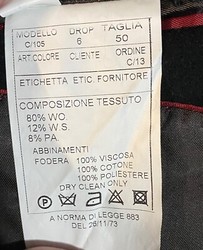 MODELLO DROP TAGLIA
C/105 6 50
ART.COLORE CLIENTE ORDINE
C/13
ETICHETTA ETIC.FORNITORE
COMPOSIZIONE TESSUTO
80% WO.
12% W.S.
8% PA.
ABBINAMENTI
FODERA 100% VISCOSA
100% COTONE
100% POLIESTERE
DRY CLEAN ONLY
P
A NORMA DI LEGGE 883
DEL 26/11/73